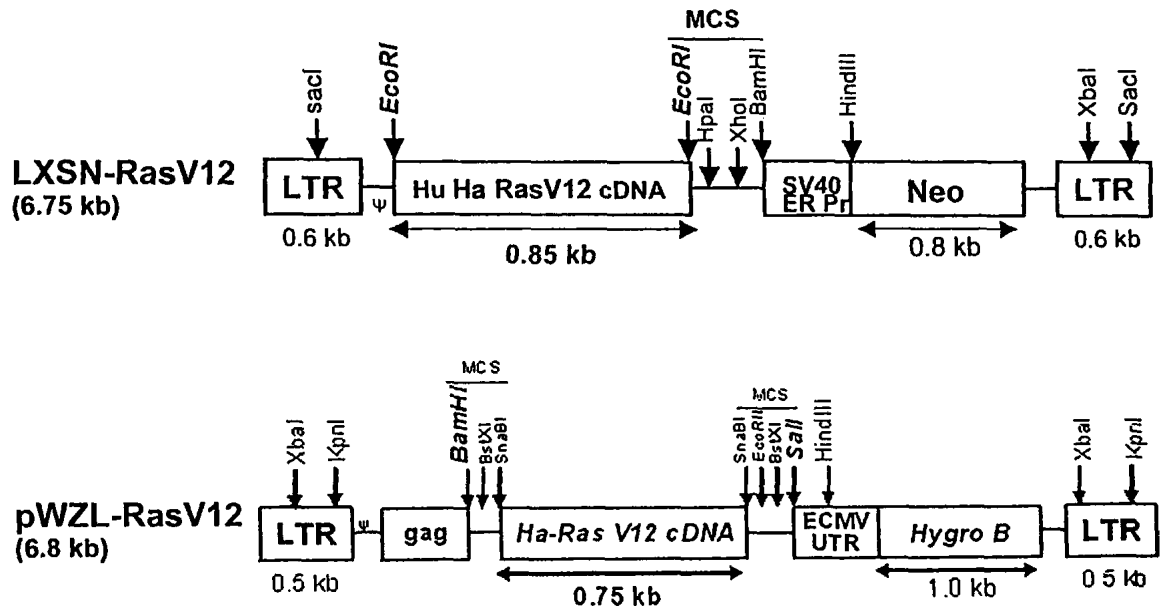 MCS
sacI
EcoRI
EcoRI
HpaI
XhoI
BamHI
HindIII
XbaI
SacI
LXSN-RasV12
(6.75 kb)
LTR
Ψ
Hu Ha RasV12 cDNA
SV40
ER Pr
Neo
LTR
0.6 kb
0.85 kb
0.8 kb
0.6 kb
MCS
MCS
XbaI
KpnI
BamHI
BstXI
SnaBI
SnaBI
EcoRII
BstXI
SalI
HindIII
XbaI
KpnI
pWZL-RasV12
(6.8 kb)
LTR
Ψ
gag
Ha-Ras V12 cDNA
ECMV
UTR
Hygro B
LTR
0.5 kb
0.75 kb
1.0 kb
0 5 kb